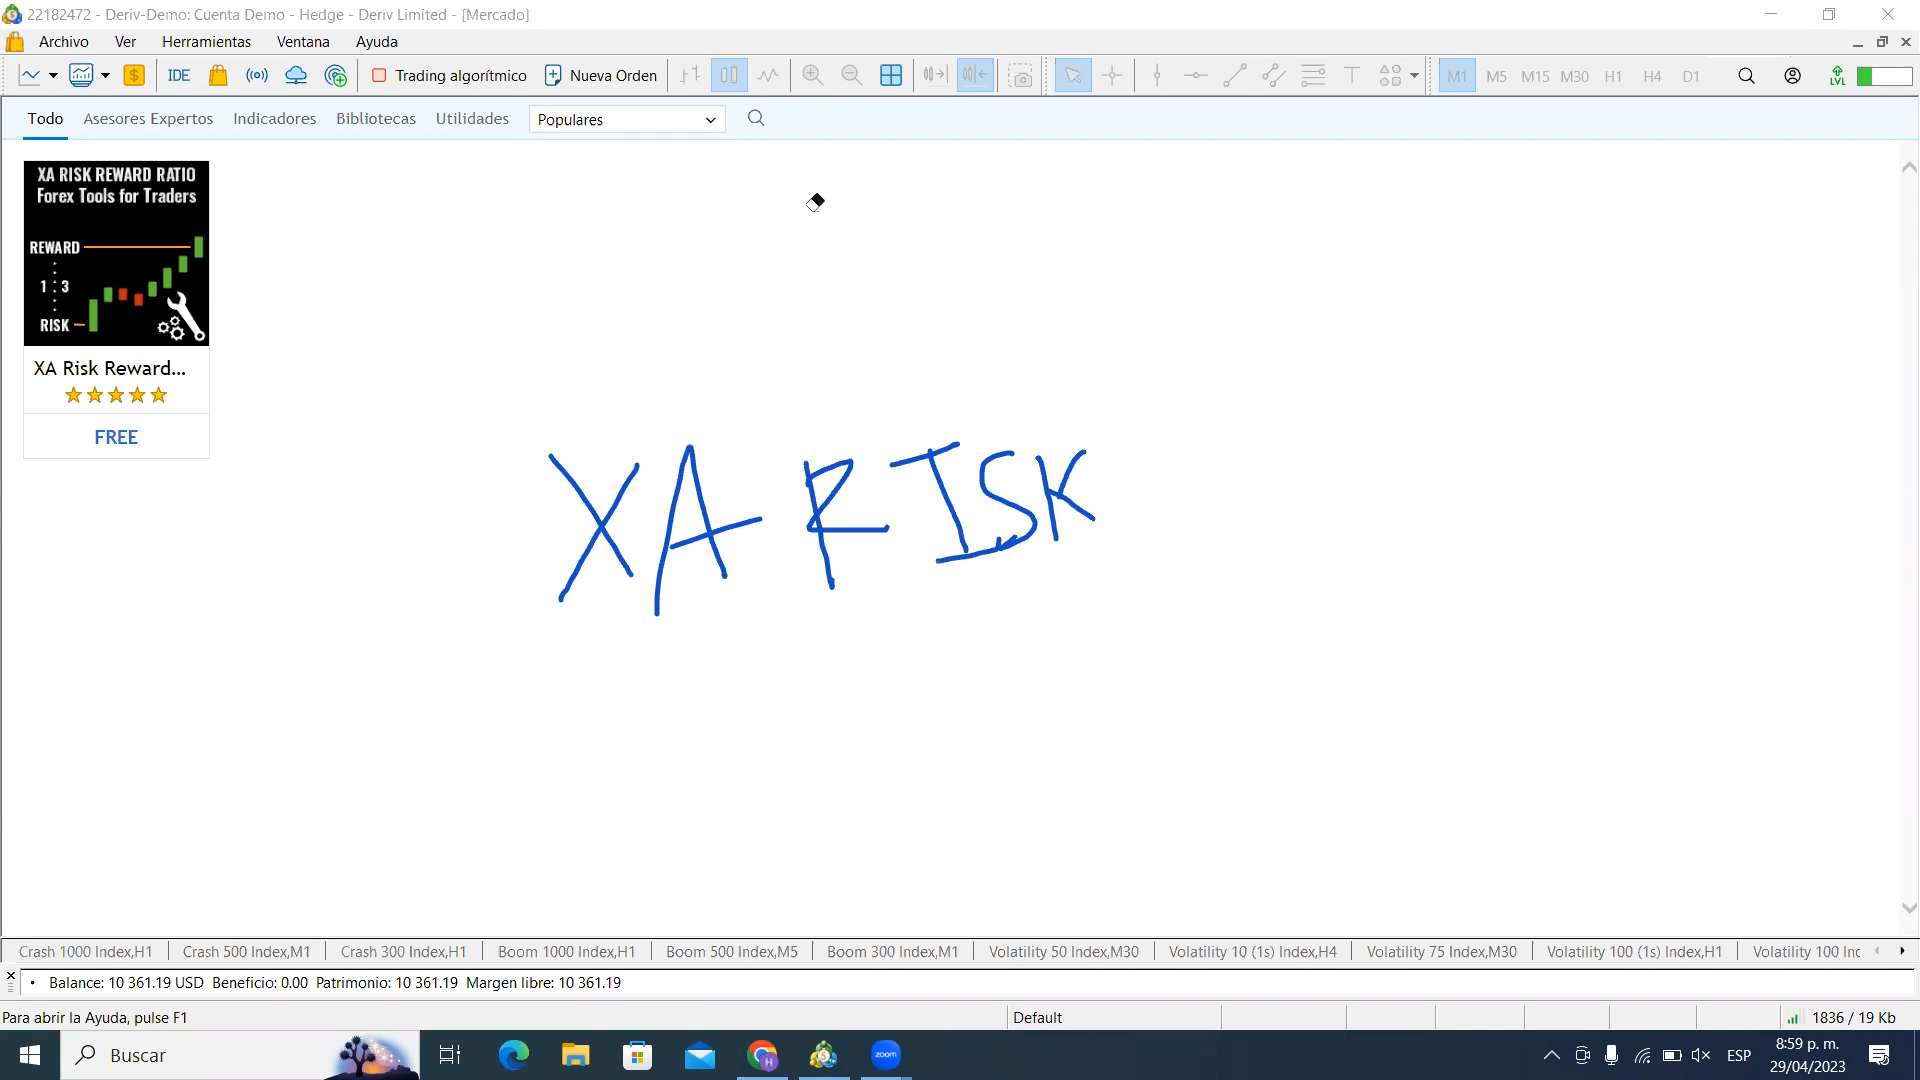 22182472 - Deriv-Demo: Cuenta Demo - Hedge - Deriv Limited - [Mercado]
Archivo Ver Herramientas Ventana Ayuda
IDE Trading algorítmico Nueva Orden T M1 M5 M15 M30 H1 H4 D1 LVL
Todo Asesores Expertos Indicadores Bibliotecas Utilidades Populares
XA RISK REWARD RATIO
Forex Tools for Traders
REWARD
1 : 3
RISK
XA Risk Reward...
FREE
XA RISK
Crash 1000 Index,H1 Crash 500 Index,M1 Crash 300 Index,H1 Boom 1000 Index,H1 Boom 500 Index,M5 Boom 300 Index,M1 Volatility 50 Index,M30 Volatility 10 (1s) Index,H4 Volatility 75 Index,M30 Volatility 100 (1s) Index,H1 Volatility 100 Inc
Balance: 10 361.19 USD Beneficio: 0.00 Patrimonio: 10 361.19 Margen libre: 10 361.19
Para abrir la Ayuda, pulse F1 Default 1836 / 19 Kb
Buscar zoom ESP 8:59 p. m.
29/04/2023